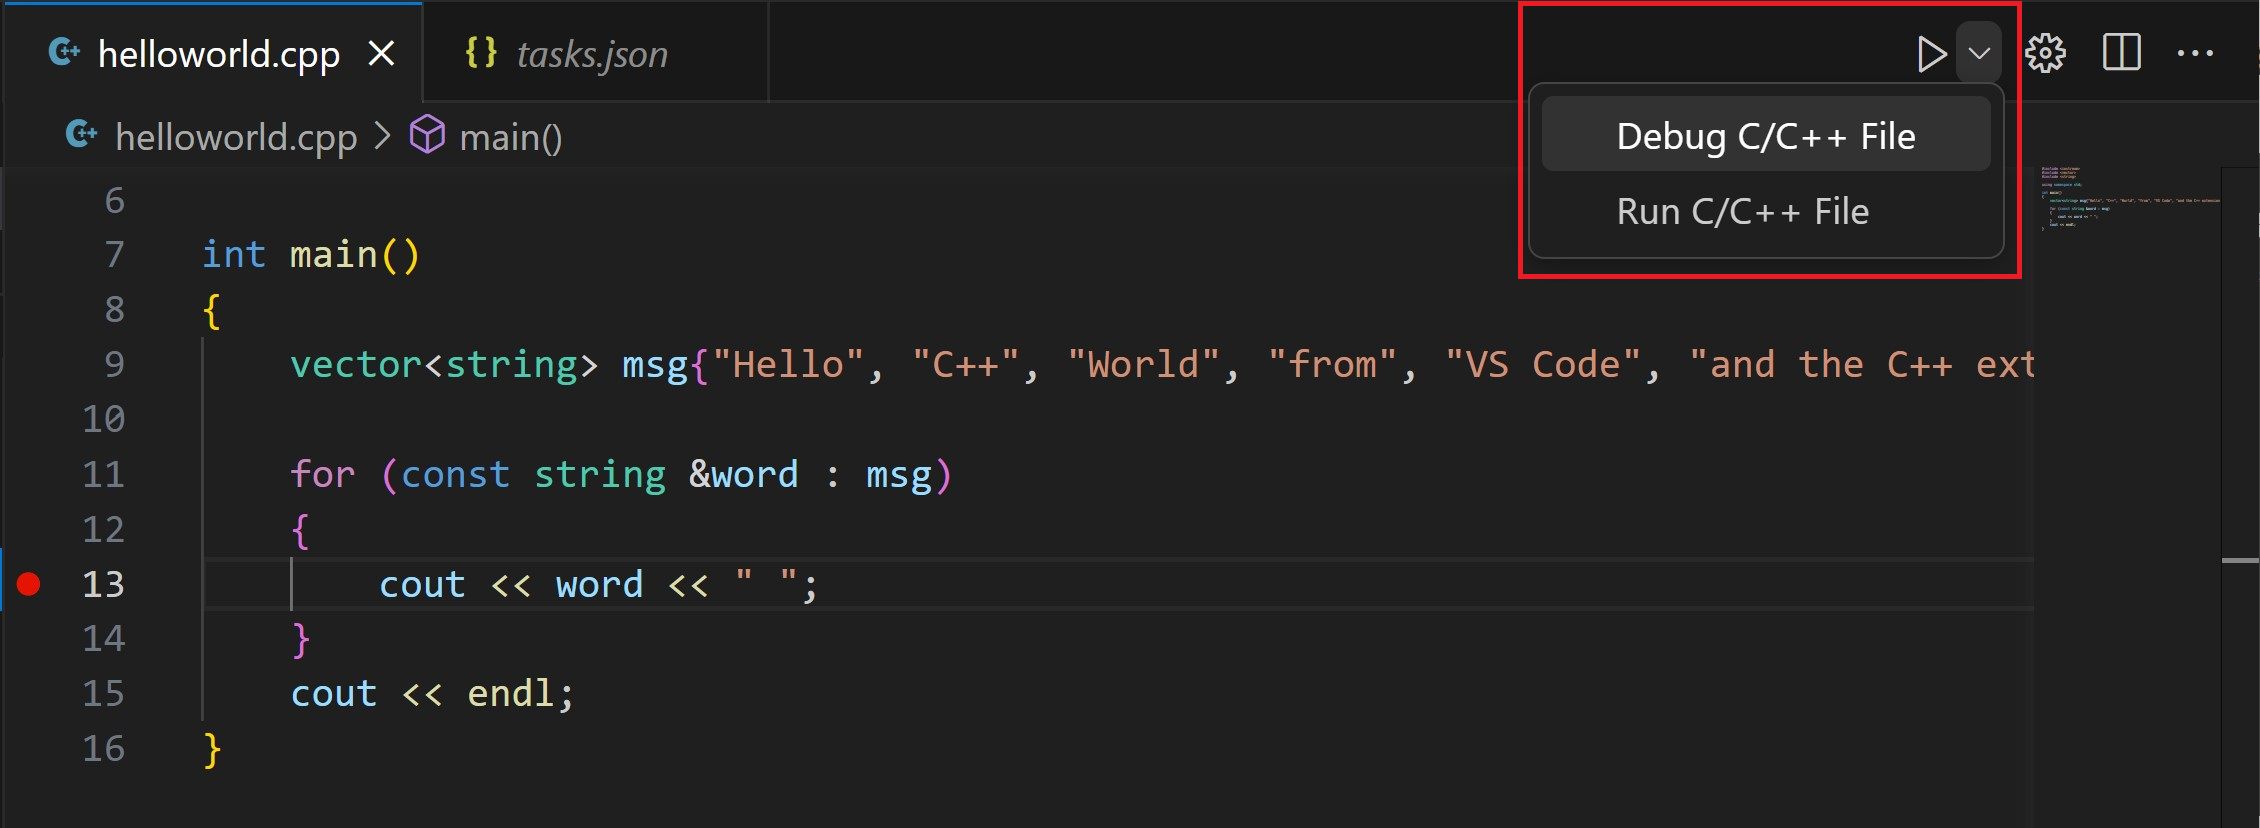 helloworld.cpp
tasks.json
helloworld.cpp > main()
Debug C/C++ File
Run C/C++ File
6
7 int main()
8 {
9 vector<string> msg{"Hello", "C++", "World", "from", "VS Code", "and the C++ ext
10
11 for (const string &word : msg)
12 {
13 cout << word << " ";
14 }
15 cout << endl;
16 }